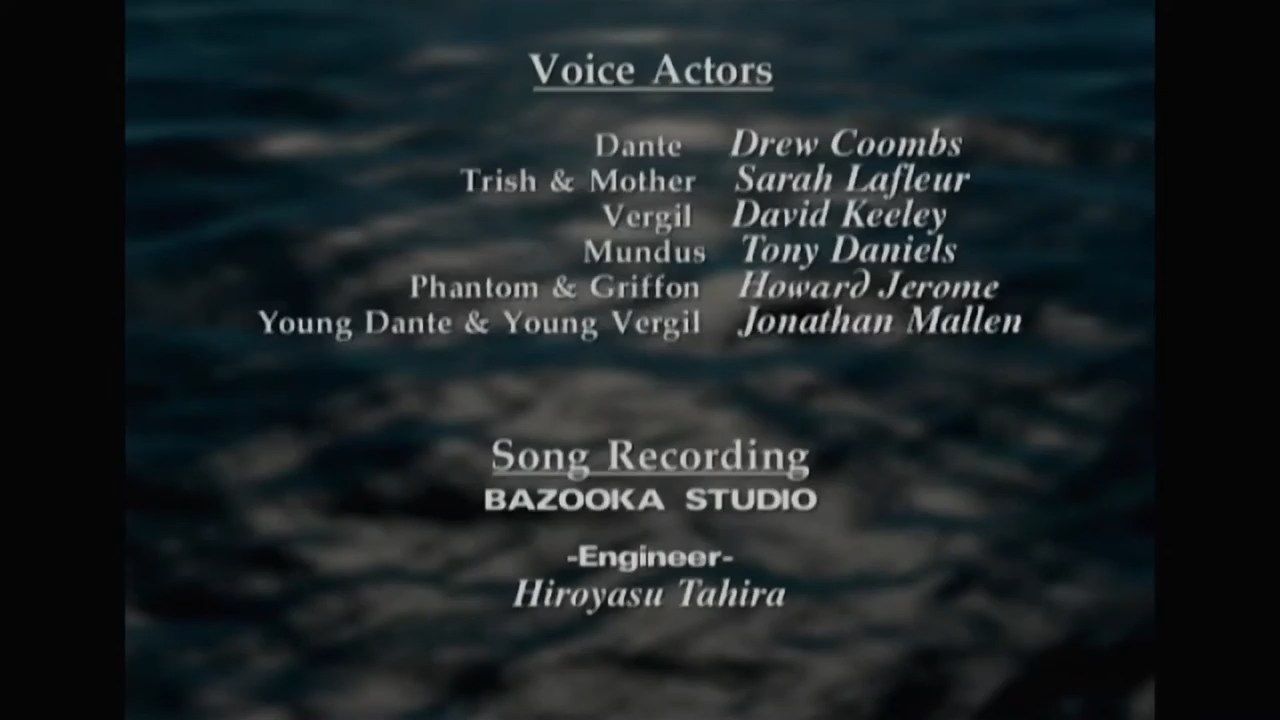 Voice Actors
Dante Drew Coombs
Trish & Mother Sarah Lafleur
Vergil David Keeley
Mundus Tony Daniels
Phantom & Griffon Howard Jerome
Young Dante & Young Vergil Jonathan Mallen
Song Recording
BAZOOKA STUDIO
-Engineer-
Hiroyasu Tahira